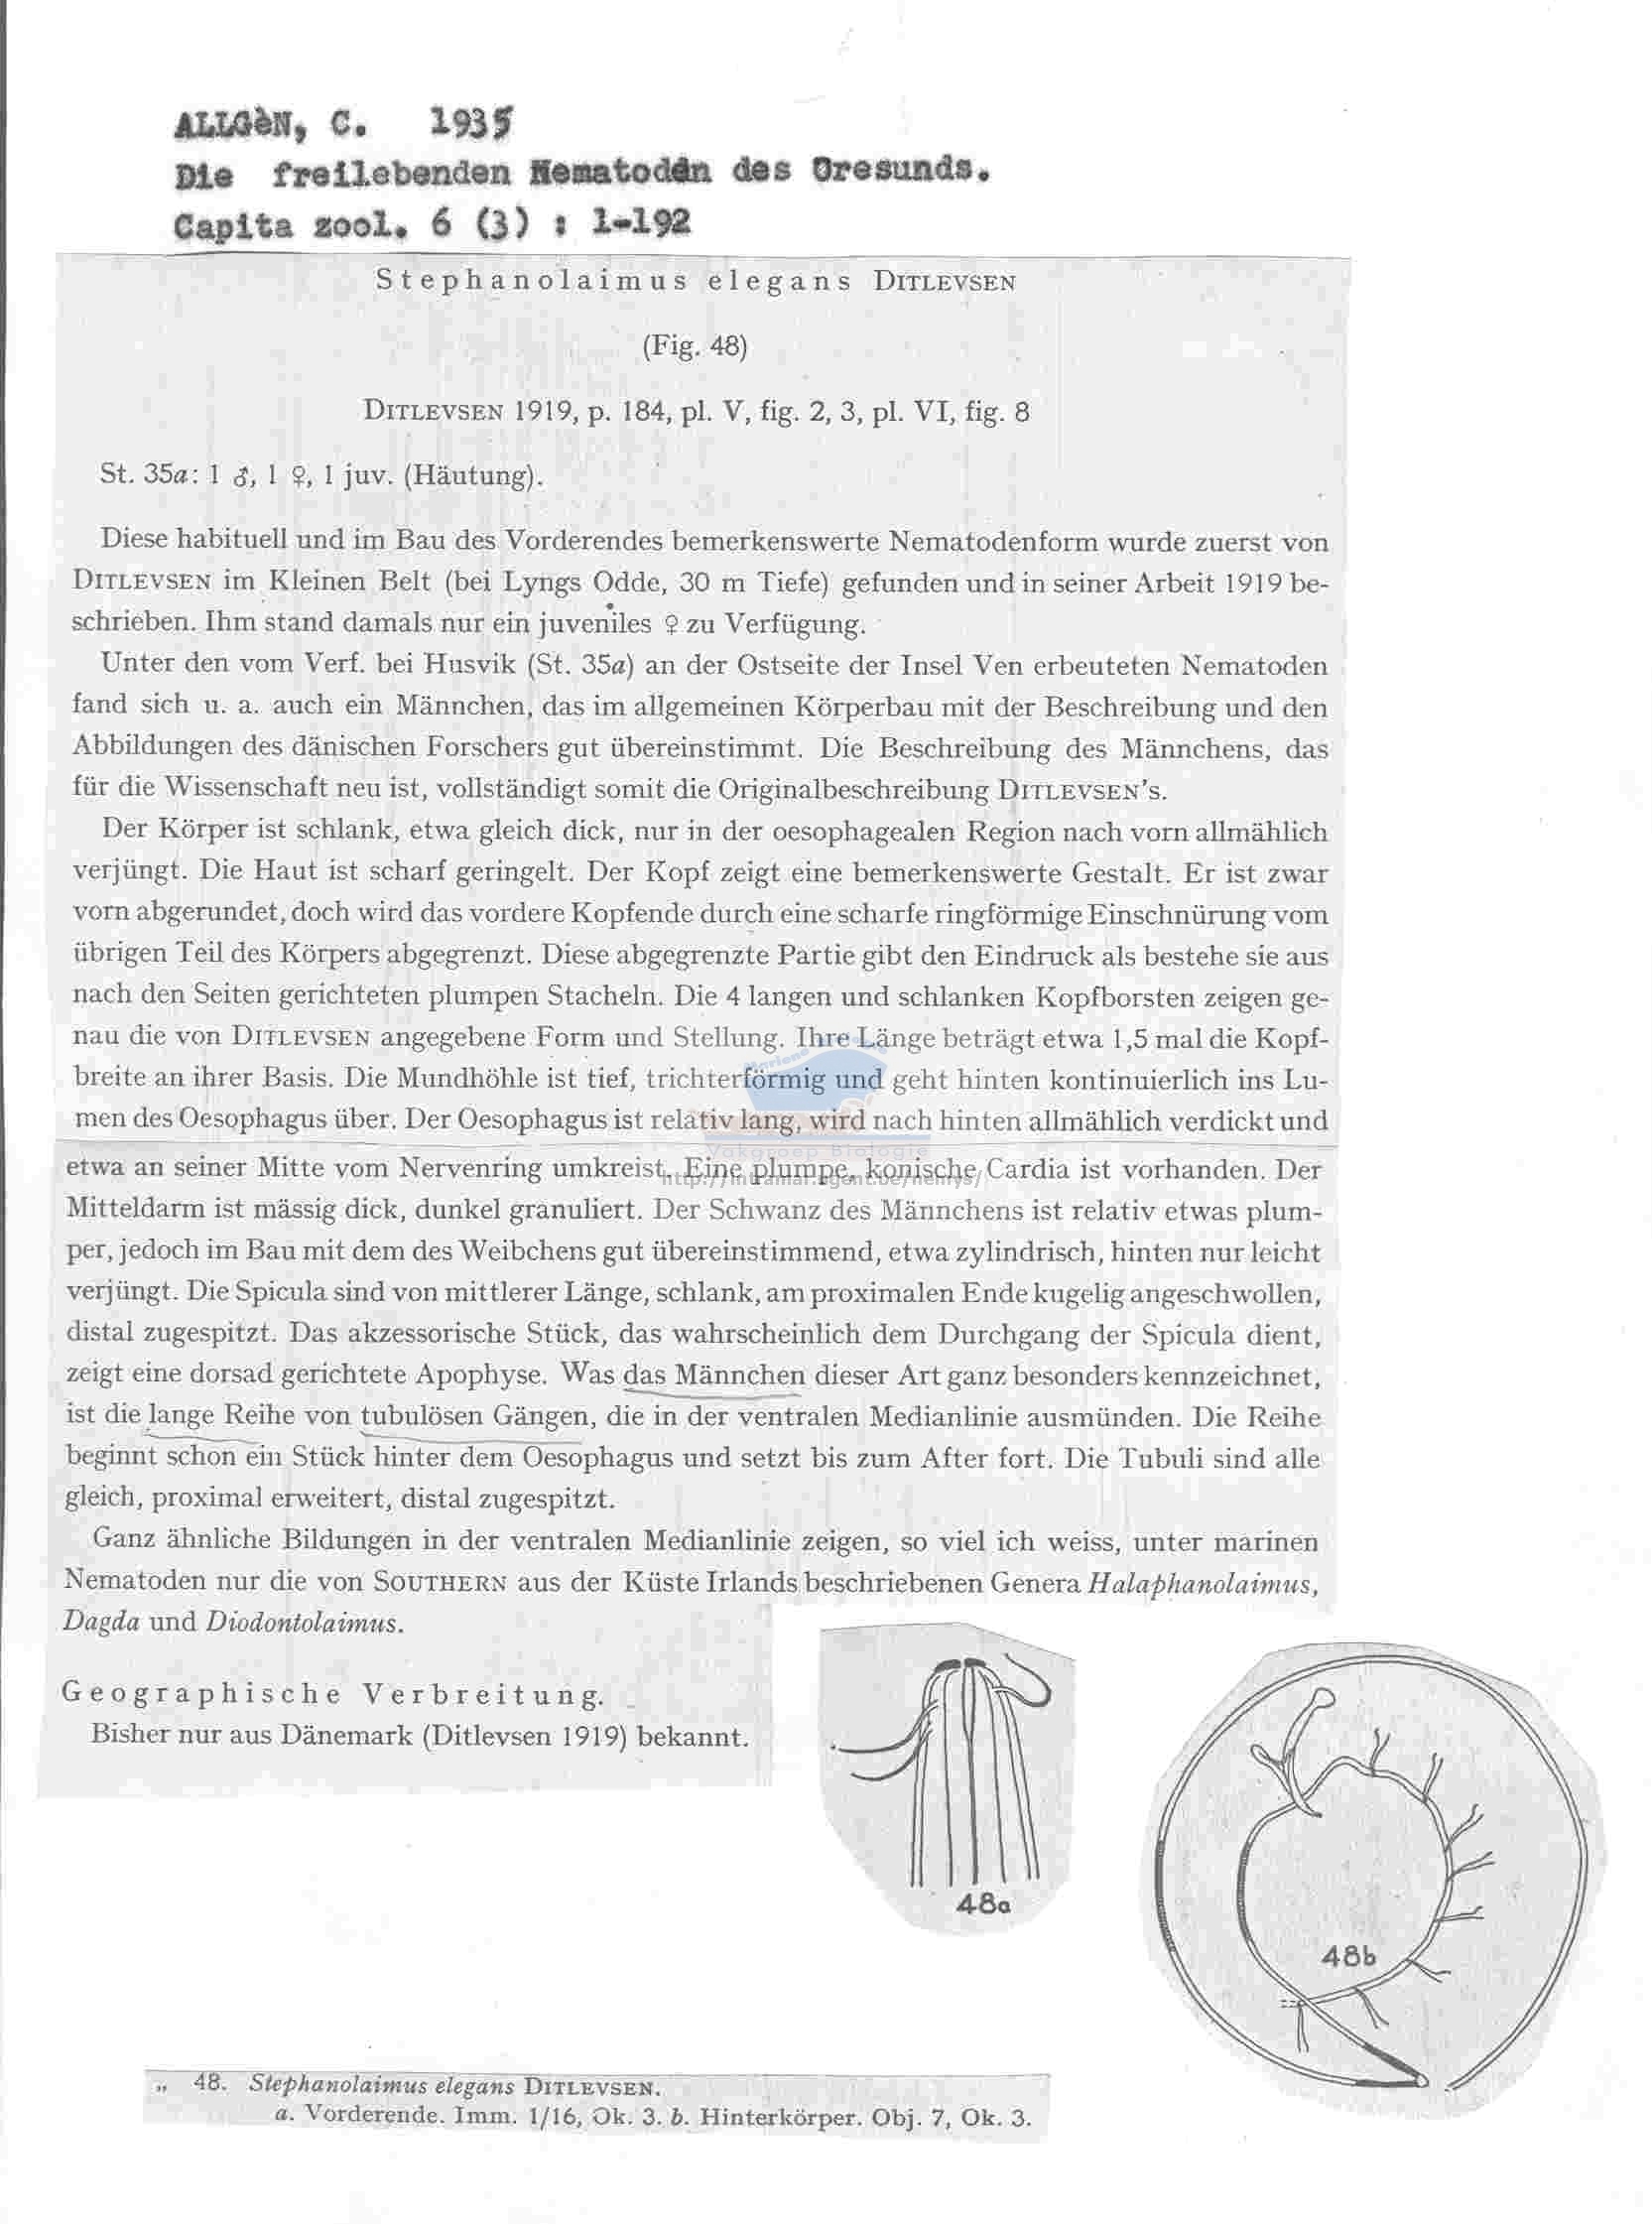 ALLGèN, C. 1935
Die freilebenden Nematoden des Oresunds.
Capita zool. 6 (3) : 1-192
Stephanolaimus elegans DITLEVSEN
(Fig. 48)
DITLEVSEN 1919, p. 184, pl. V, fig. 2, 3, pl. VI, fig. 8
St. 35a: 1 ♂, 1 ♀, 1 juv. (Häutung).
Diese habituell und im Bau des Vorderendes bemerkenswerte Nematodenform wurde zuerst von
DITLEVSEN im Kleinen Belt (bei Lyngs Odde, 30 m Tiefe) gefunden und in seiner Arbeit 1919 be-
schrieben. Ihm stand damals nur ein juveniles ♀ zu Verfügung.
Unter den vom Verf. bei Husvik (St. 35a) an der Ostseite der Insel Ven erbeuteten Nematoden
fand sich u. a. auch ein Männchen, das im allgemeinen Körperbau mit der Beschreibung und den
Abbildungen des dänischen Forschers gut übereinstimmt. Die Beschreibung des Männchens, das
für die Wissenschaft neu ist, vollständigt somit die Originalbeschreibung DITLEVSEN's.
Der Körper ist schlank, etwa gleich dick, nur in der oesophagealen Region nach vorn allmählich
verjüngt. Die Haut ist scharf geringelt. Der Kopf zeigt eine bemerkenswerte Gestalt. Er ist zwar
vorn abgerundet, doch wird das vordere Kopfende durch eine scharfe ringförmige Einschnürung vom
übrigen Teil des Körpers abgegrenzt. Diese abgegrenzte Partie gibt den Eindruck als bestehe sie aus
nach den Seiten gerichteten plumpen Stacheln. Die 4 langen und schlanken Kopfborsten zeigen ge-
nau die von DITLEVSEN angegebene Form und Stellung. Ihre Länge beträgt etwa 1,5 mal die Kopf-
breite an ihrer Basis. Die Mundhöhle ist tief, trichterförmig und geht hinten kontinuierlich ins Lu-
men des Oesophagus über. Der Oesophagus ist relativ lang, wird nach hinten allmählich verdickt und
Vakgroep Biologie
etwa an seiner Mitte vom Nervenring umkreist. Eine plumpe, konische Cardia ist vorhanden. Der
Mitteldarm ist mässig dick, dunkel granuliert. Der Schwanz des Männchens ist relativ etwas plum-
per, jedoch im Bau mit dem des Weibchens gut übereinstimmend, etwa zylindrisch, hinten nur leicht
verjüngt. Die Spicula sind von mittlerer Länge, schlank, am proximalen Ende kugelig angeschwollen,
distal zugespitzt. Das akzessorische Stück, das wahrscheinlich dem Durchgang der Spicula dient,
zeigt eine dorsad gerichtete Apophyse. Was das Männchen dieser Art ganz besonders kennzeichnet,
ist die lange Reihe von tubulösen Gängen, die in der ventralen Medianlinie ausmünden. Die Reihe
beginnt schon ein Stück hinter dem Oesophagus und setzt bis zum After fort. Die Tubuli sind alle
gleich, proximal erweitert, distal zugespitzt.
Ganz ähnliche Bildungen in der ventralen Medianlinie zeigen, so viel ich weiss, unter marinen
Nematoden nur die von SOUTHERN aus der Küste Irlands beschriebenen Genera Halaphanolaimus,
Dagda und Diodontolaimus.
Geographische Verbreitung.
Bisher nur aus Dänemark (Ditlevsen 1919) bekannt.
48a
48b
„ 48. Stephanolaimus elegans DITLEVSEN.
a. Vorderende. Imm. 1/16, Ok. 3. b. Hinterkörper. Obj. 7, Ok. 3.